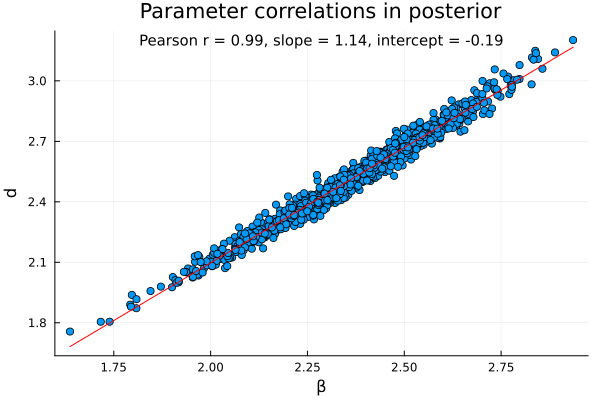 Parameter correlations in posterior
Pearson r = 0.99, slope = 1.14, intercept = -0.19
3.0
2.7
2.4
2.1
1.8
d
1.75
2.00
2.25
2.50
2.75
β